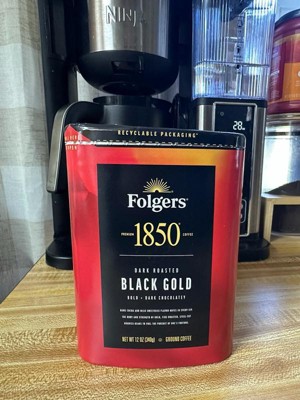 NINJA
28
RECYCLABLE PACKAGING
Folgers
PREMIUM 1850 COFFEE
DARK ROASTED
BLACK GOLD
BOLD + DARK CHOCOLATEY
NET WT 12 OZ (340g) GROUND COFFEE